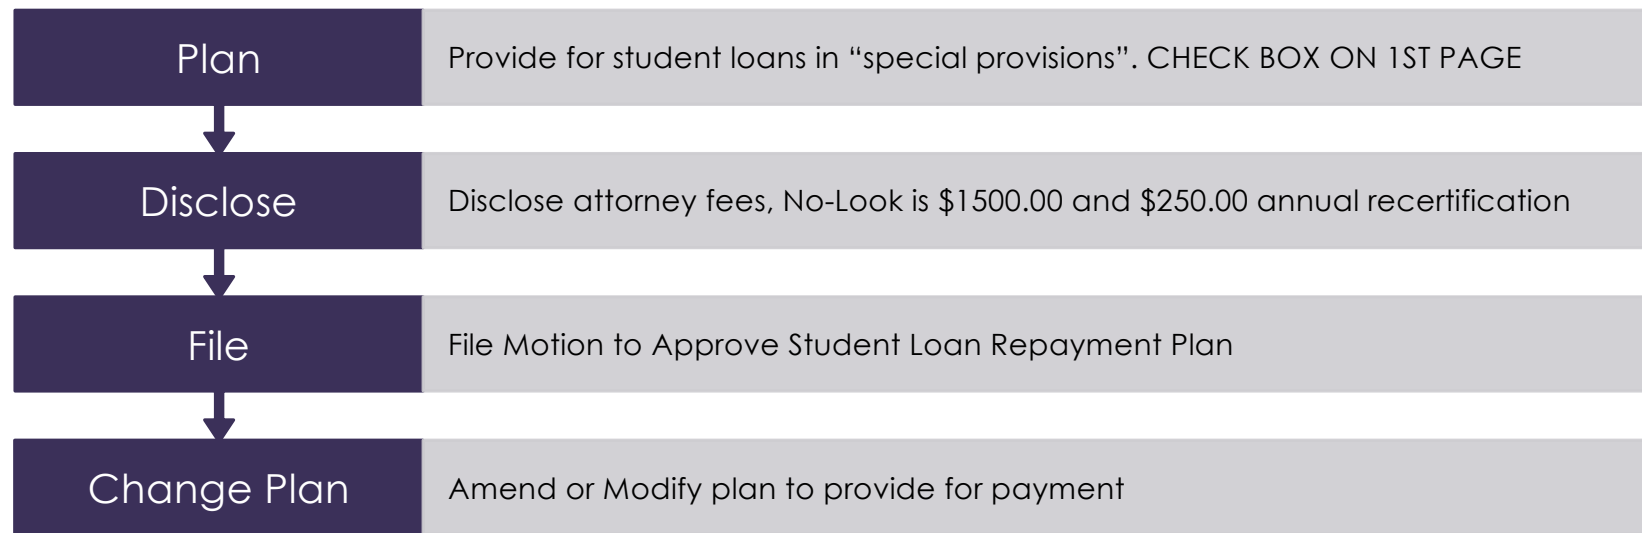 Plan
Provide for student loans in “special provisions”. CHECK BOX ON 1ST PAGE
Disclose
Disclose attorney fees, No-Look is $1500.00 and $250.00 annual recertification
File
File Motion to Approve Student Loan Repayment Plan
Change Plan
Amend or Modify plan to provide for payment